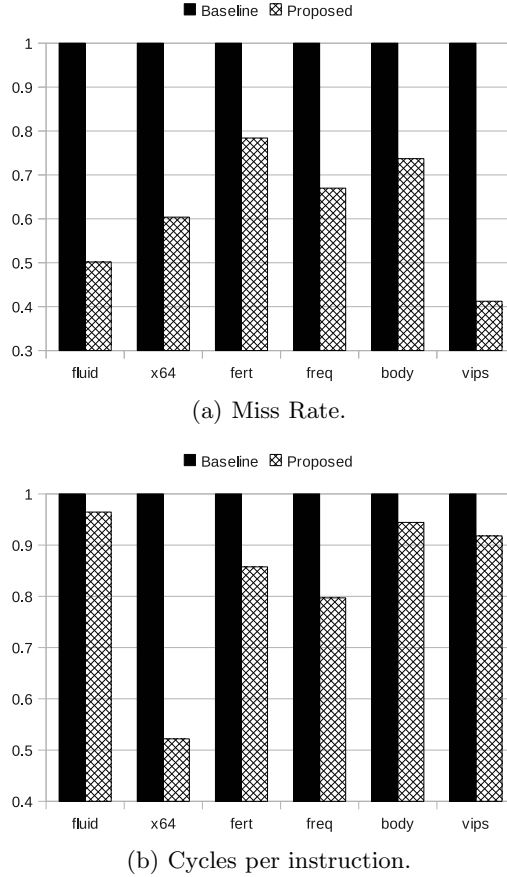 Baseline Proposed
1
0.9
0.8
0.7
0.6
0.5
0.4
0.3
fluid x64 fert freq body vips
(a) Miss Rate.
Baseline Proposed
1
0.9
0.8
0.7
0.6
0.5
0.4
fluid x64 fert freq body vips
(b) Cycles per instruction.